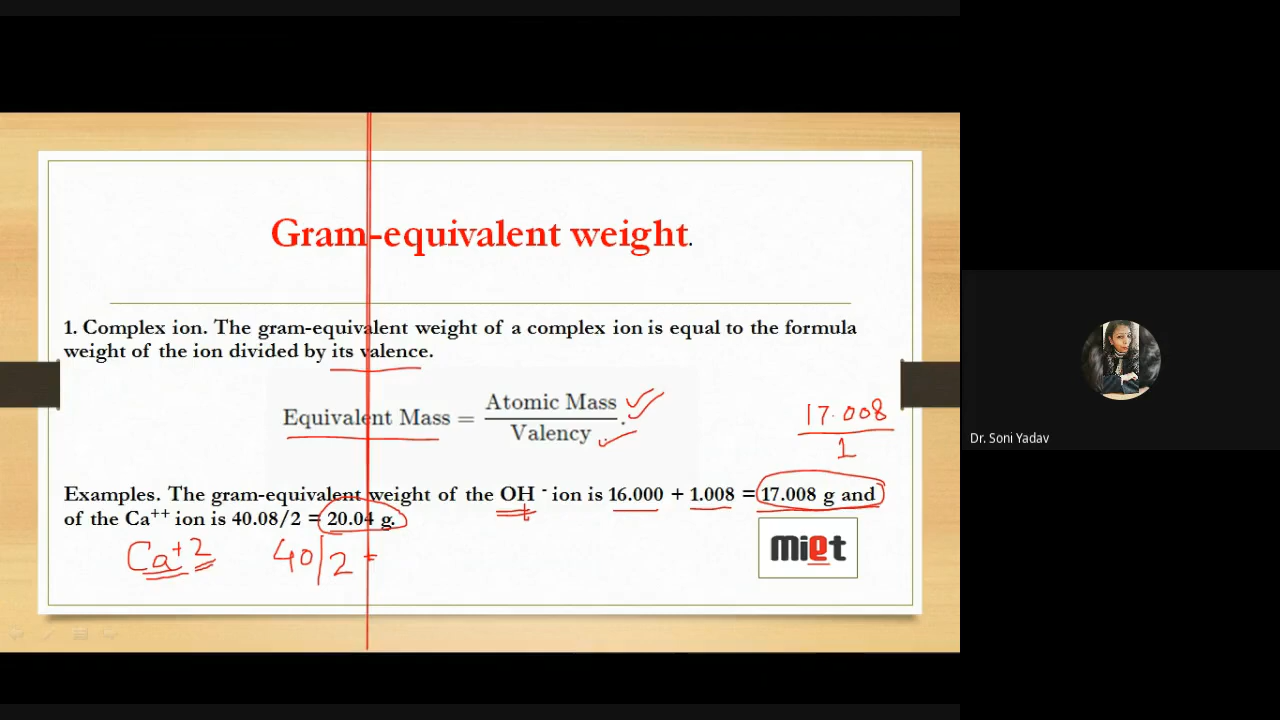 Gram-equivalent weight.
1. Complex ion. The gram-equivalent weight of a complex ion is equal to the formula
weight of the ion divided by its valence.
Equivalent Mass = Atomic Mass / Valency.
17.008
1
Examples. The gram-equivalent weight of the OH - ion is 16.000 + 1.008 = 17.008 g and
of the Ca++ ion is 40.08/2 = 20.04 g.
Ca+2 40/2 =
miet
Dr. Soni Yadav